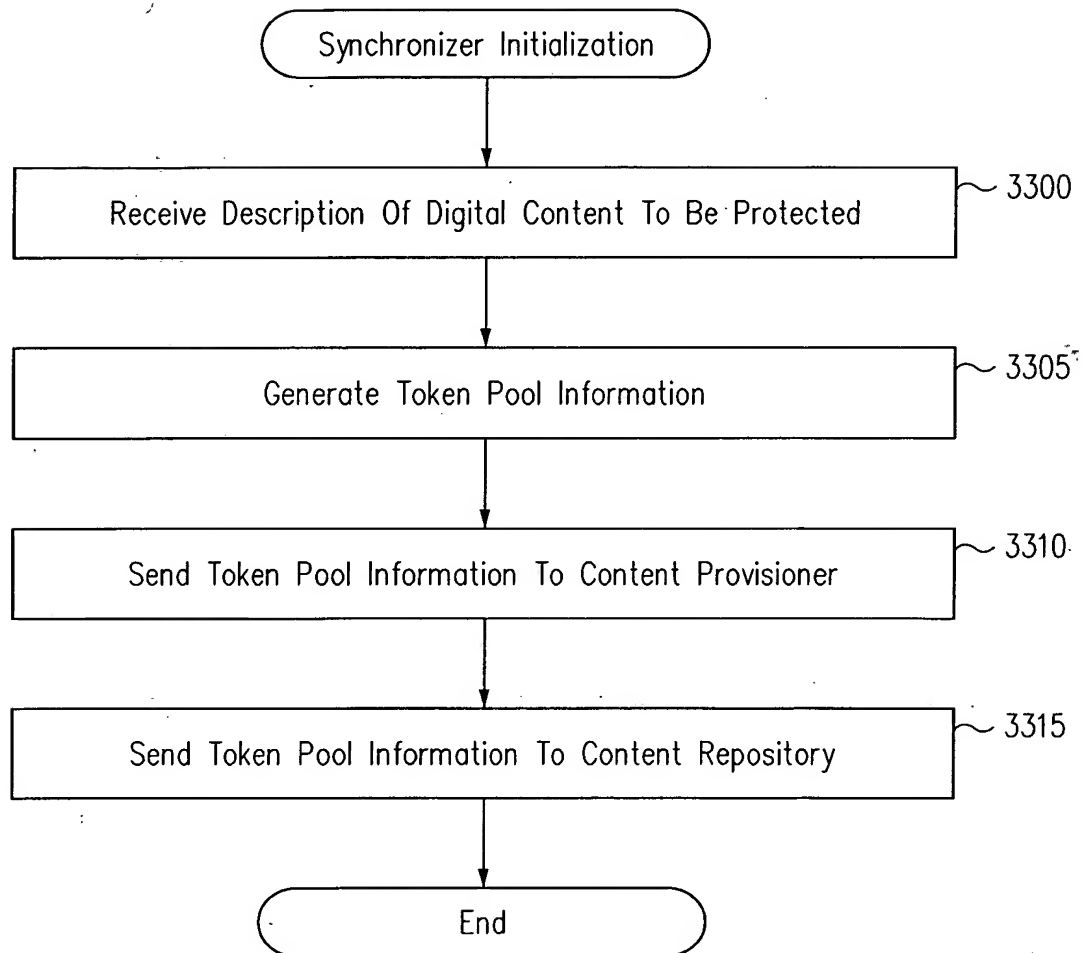 Synchronizer Initialization
Receive Description Of Digital Content To Be Protected
3300
Generate Token Pool Information
3305
Send Token Pool Information To Content Provisioner
3310
Send Token Pool Information To Content Repository
3315
End